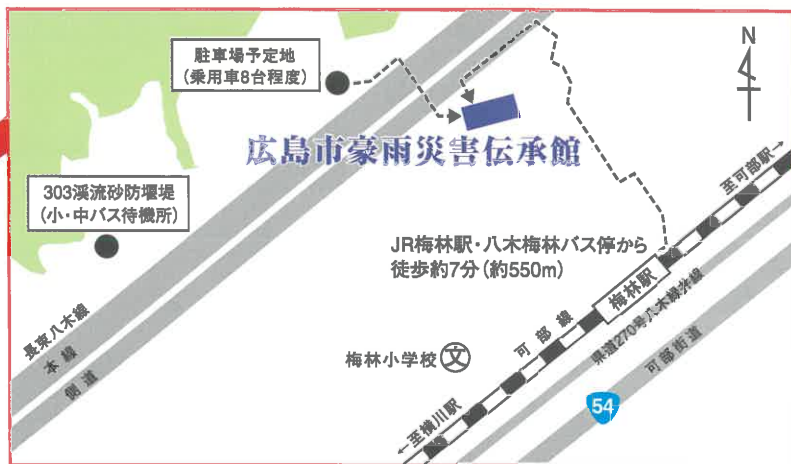 駐車場予定地
(乗用車8台程度)
N
広島市豪雨災害伝承館
303渓流砂防堰堤
(小・中バス待機所)
至可部駅→
JR梅林駅・八木梅林バス停から
徒歩約7分(約550m)
梅林駅
長束八木線
本線
側道
可部線
県道270号八木緑井線
可部街道
梅林小学校 文
54
←至横川駅